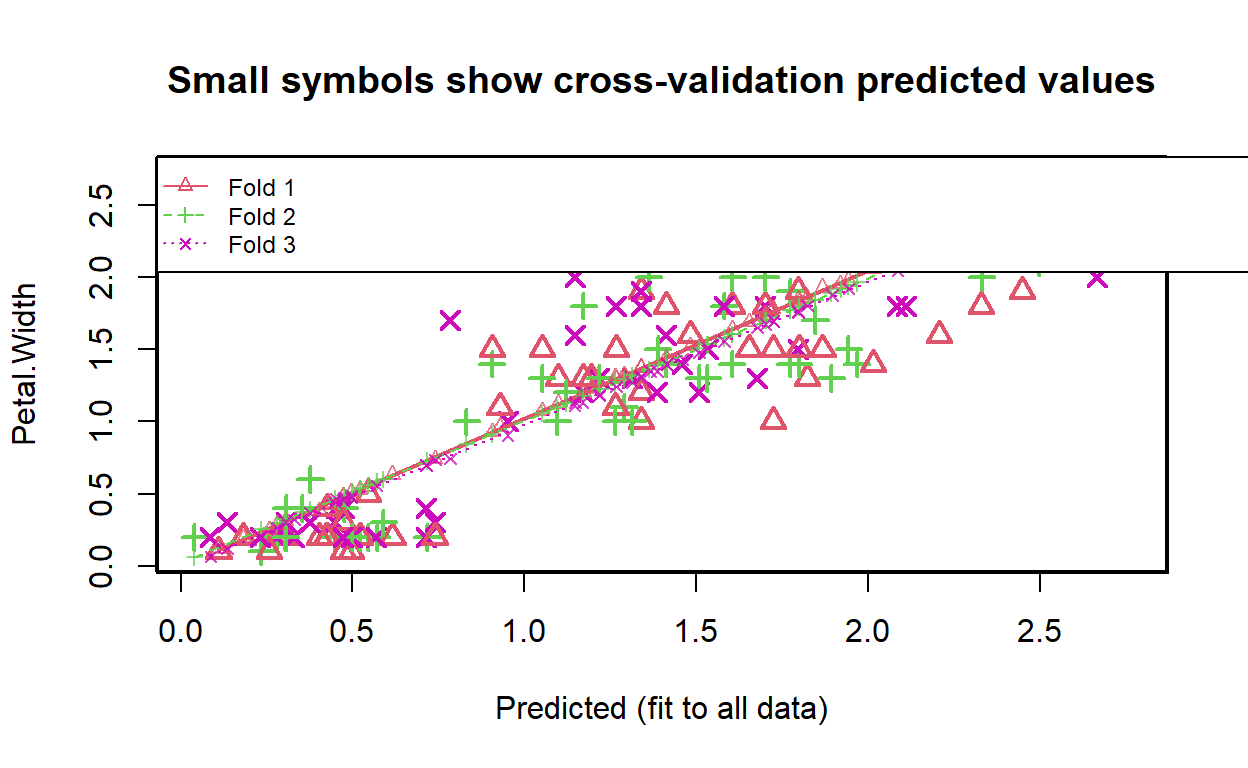 Small symbols show cross-validation predicted values
Fold 1
Fold 2
Fold 3
Petal.Width
2.5
2.0
1.5
1.0
0.5
0.0
0.0 0.5 1.0 1.5 2.0 2.5
Predicted (fit to all data)